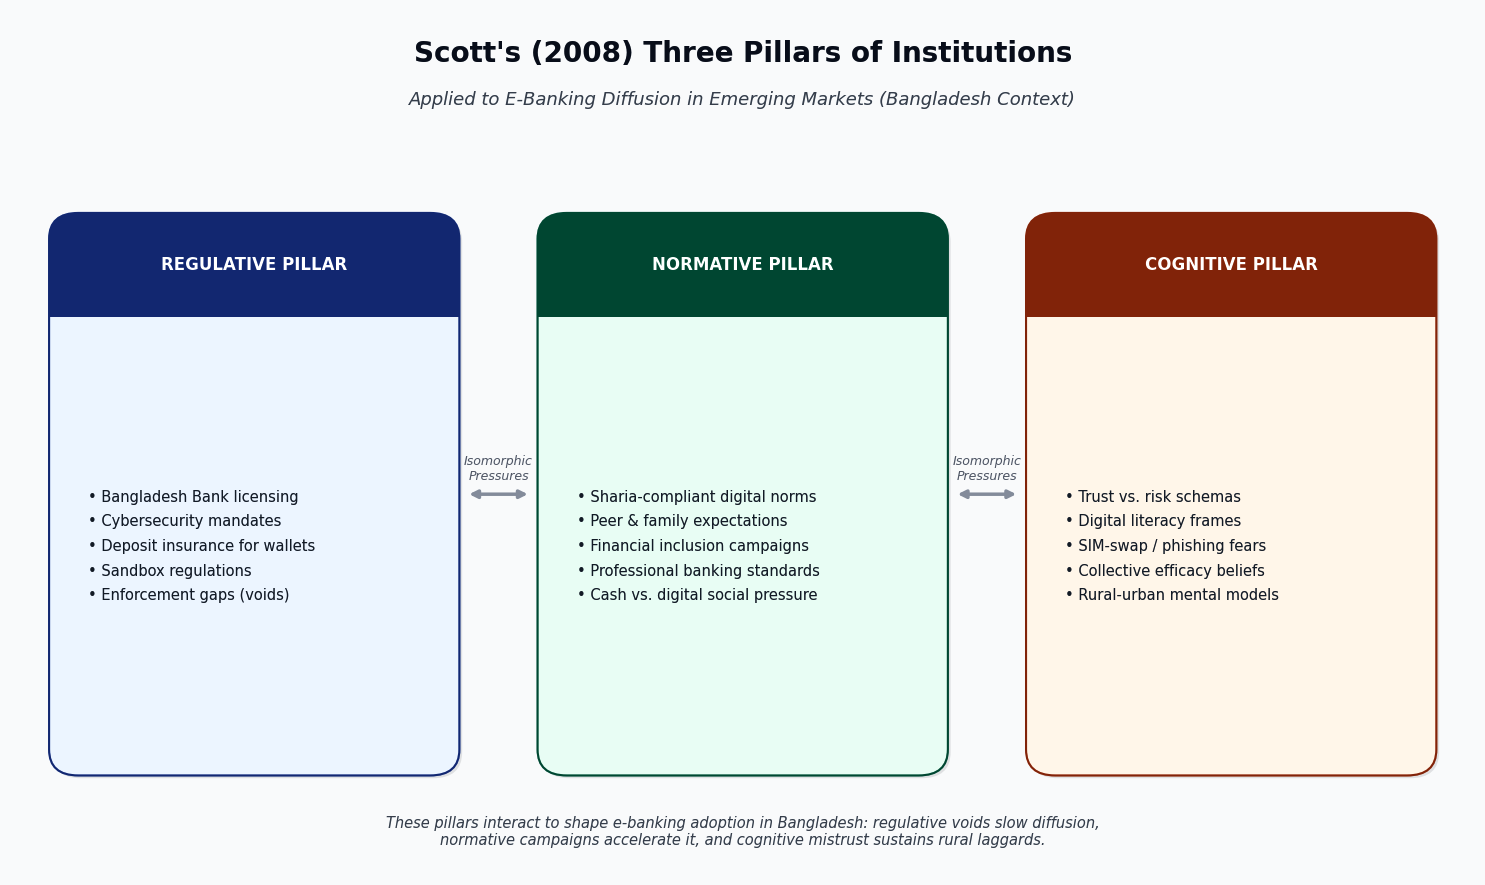 Scott's (2008) Three Pillars of Institutions
Applied to E-Banking Diffusion in Emerging Markets (Bangladesh Context)
REGULATIVE PILLAR
• Bangladesh Bank licensing
• Cybersecurity mandates
• Deposit insurance for wallets
• Sandbox regulations
• Enforcement gaps (voids)
Isomorphic
Pressures
NORMATIVE PILLAR
• Sharia-compliant digital norms
• Peer & family expectations
• Financial inclusion campaigns
• Professional banking standards
• Cash vs. digital social pressure
Isomorphic
Pressures
COGNITIVE PILLAR
• Trust vs. risk schemas
• Digital literacy frames
• SIM-swap / phishing fears
• Collective efficacy beliefs
• Rural-urban mental models
These pillars interact to shape e-banking adoption in Bangladesh: regulative voids slow diffusion,
normative campaigns accelerate it, and cognitive mistrust sustains rural laggards.